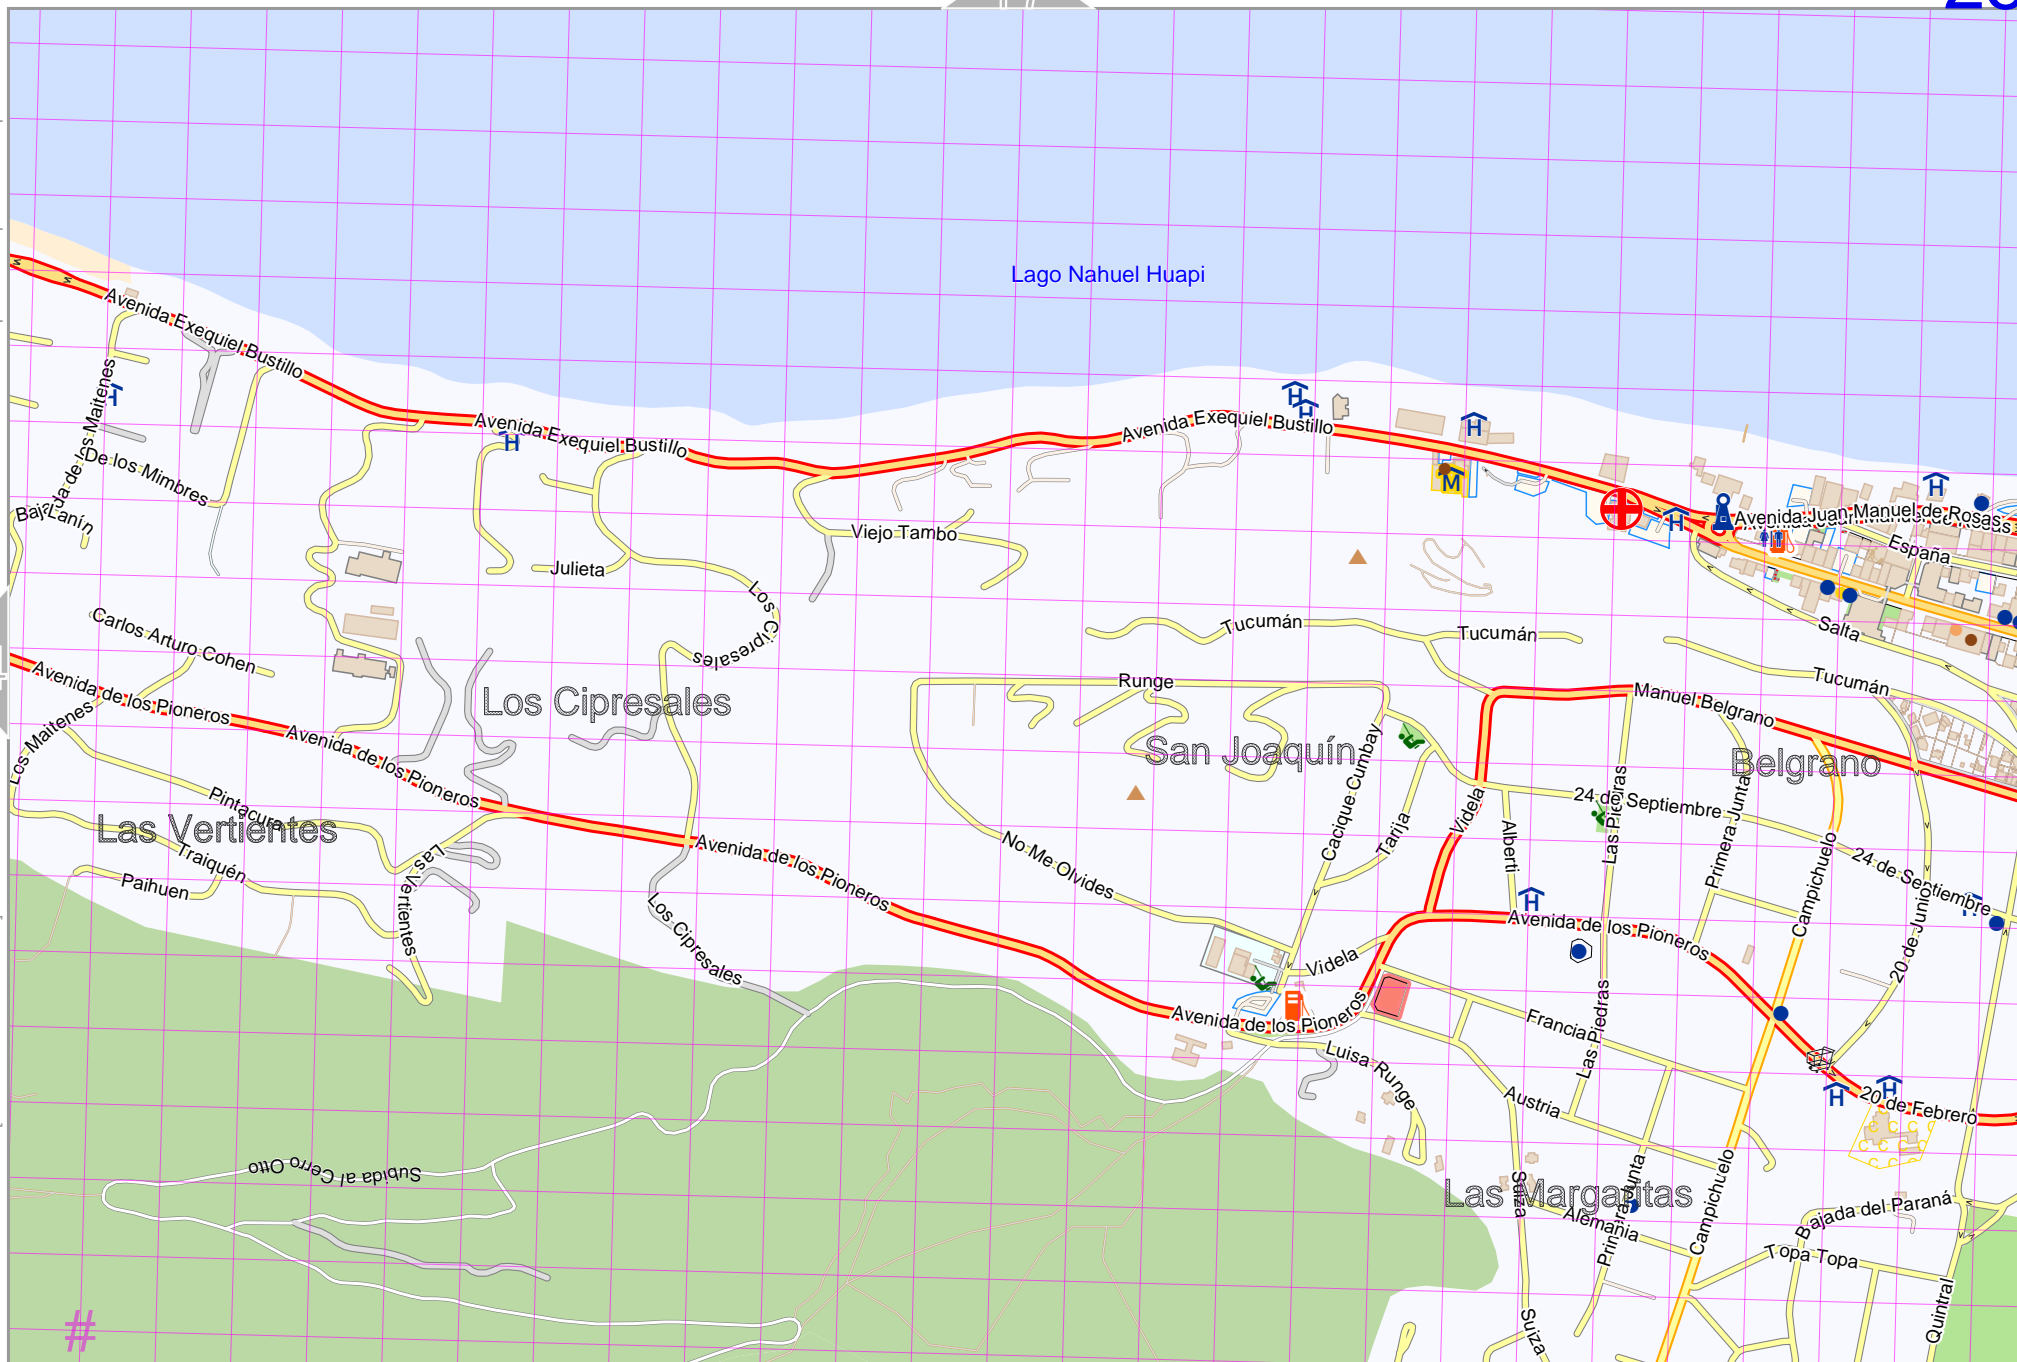 Lago Nahuel Huapi
Avenida Exequiel Bustillo
Avenida Exequiel Bustillo
Avenida Exequiel Bustillo
H
H
H
H
H
H
H
M
Bajada de los Maitenes
De los Mimbres
Lanín
Baj
Viejo Tambo
Julieta
Los Cipresales
Avenida Juan Manuel de Rosas
España
Salta
Tucumán
Tucumán
Tucumán
Carlos Arturo Cohen
Avenida de los Pioneros
Avenida de los Pioneros
Los Maitenes
Los Cipresales
Runge
Manuel Belgrano
San Joaquín
Belgrano
Cacique Cumbay
Tarija
Videla
Alberti
Las Piedras
Primera Junta
24 de Septiembre
24 de Septiembre
Campichuelo
20 de Junio
Pintacura
Las Vertientes
Traiquén
Paihuen
Las Vertientes
Avenida de los Pioneros
No Me Olvides
Los Cipresales
Videla
H
Avenida de los Pioneros
Avenida de los Pioneros
Francia
Las Piedras
Luisa Runge
Austria
H
H
20 de Febrero
C C C C
C C C C
C C
Subida al Cerro Otto
Las Margaritas
Suiza
Alemania
Primera Junta
Campichuelo
Bajada del Paraná
Topa Topa
Quintral
Suiza
#